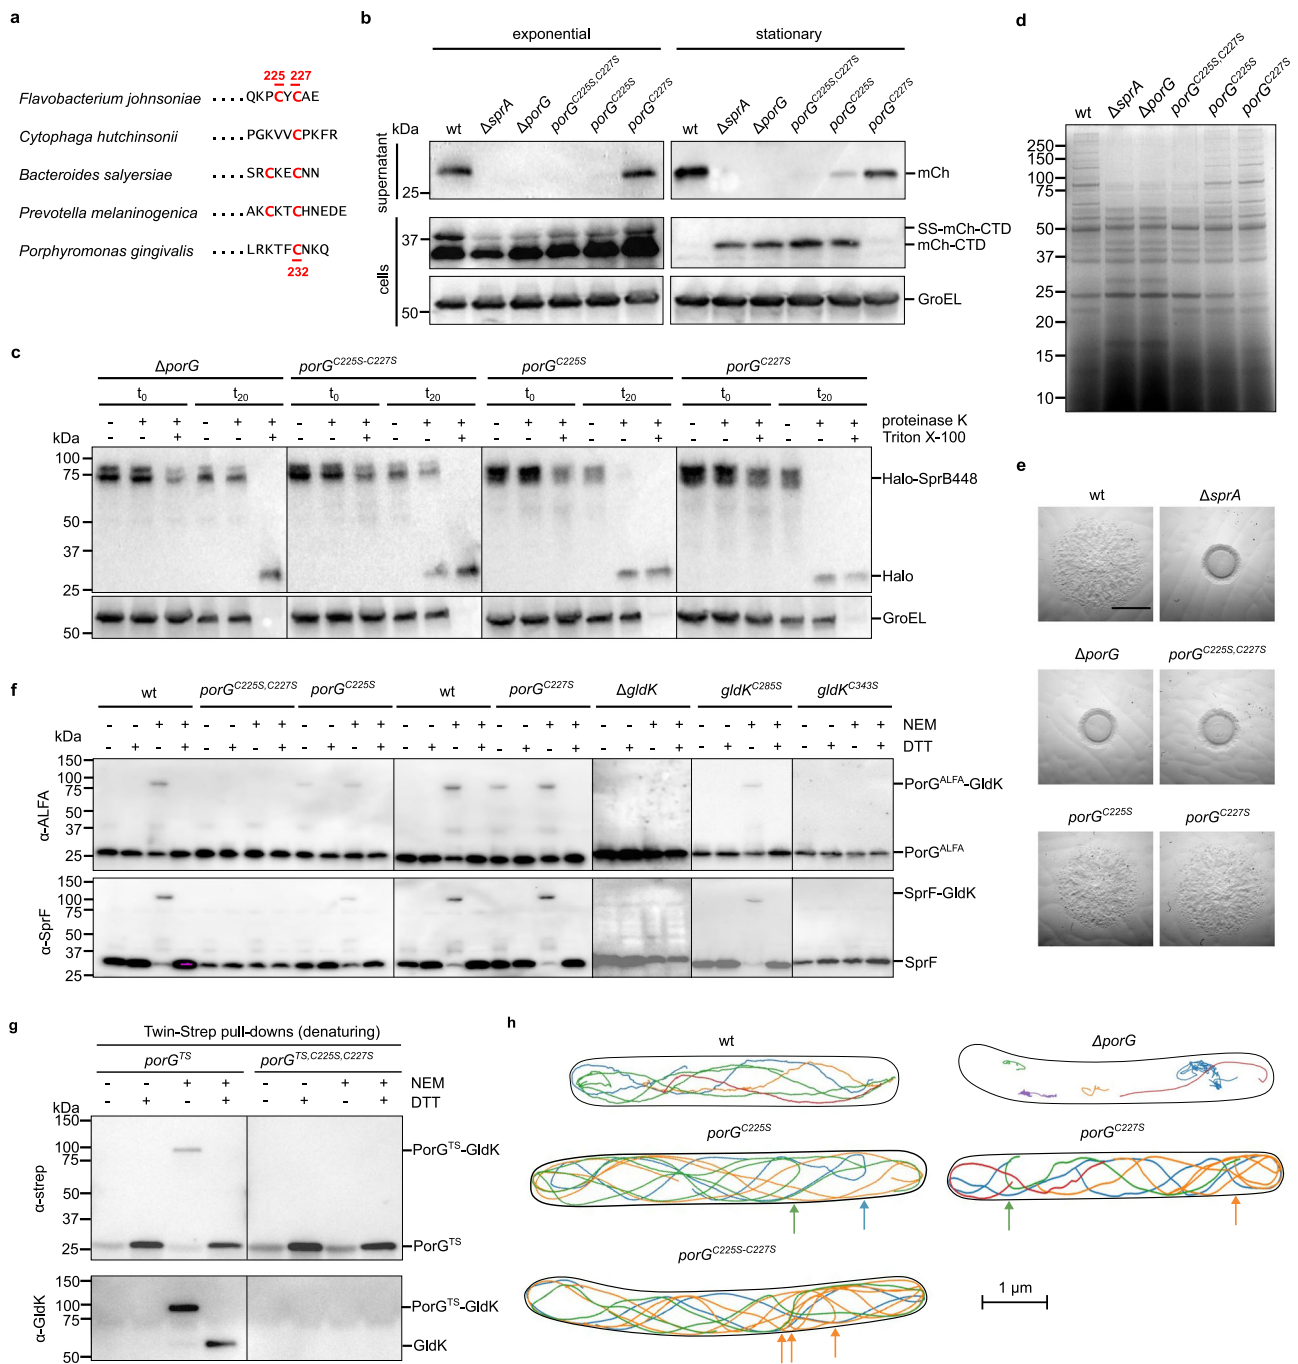 a
225 227
Flavobacterium johnsoniae ....QKPCYCAE
Cytophaga hutchinsonii ....PGKVVCPKFR
Bacteroides salyersiae ....SRCKECNN
Prevotella melaninogenica ....AKCKTCHNEDE
Porphyromonas gingivalis ....LRKTFCNKQ
232
b
exponential stationary
wt ΔsprA ΔporG porG^C225S,C227S porG^C225S porG^C227S wt ΔsprA ΔporG porG^C225S,C227S porG^C225S porG^C227S
kDa
supernatant
25
mCh
cells
37
SS-mCh-CTD
mCh-CTD
50
GroEL
c
ΔporG porG^C225S-C227S porG^C225S porG^C227S
t0 t20 t0 t20 t0 t20 t0 t20
- + + - + + - + + - + + - + + - + + - + + - + + proteinase K
- - + - - + - - + - - + - - + - - + - - + - - + Triton X-100
kDa
100
75
Halo-SprB448
50
37
Halo
25
50
GroEL
d
wt ΔsprA ΔporG porG^C225S,C227S porG^C225S porG^C227S
250
150
100
75
50
37
25
20
15
10
e
wt ΔsprA
ΔporG porG^C225S,C227S
porG^C225S porG^C227S
f
wt porG^C225S,C227S porG^C225S wt porG^C227S ΔgldK gldK^C285S gldK^C343S
- - + + - - + + - - + + - - + + - - + + - - + + - - + + - - + + NEM
- + - + - + - + - + - + - + - + - + - + - + - + - + - + - + - + DTT
kDa
α-ALFA
150
100
75
50
37
25
PorG^ALFA-GldK
PorG^ALFA
α-SprF
150
100
75
50
37
25
SprF-GldK
SprF
g
Twin-Strep pull-downs (denaturing)
porG^TS porG^TS,C225S,C227S
- - + + - - + + NEM
- + - + - + - + DTT
kDa
α-strep
150
100
75
50
37
25
PorG^TS-GldK
PorG^TS
α-GldK
150
100
75
50
PorG^TS-GldK
GldK
h
wt ΔporG
porG^C225S porG^C227S
porG^C225S-C227S
1 µm